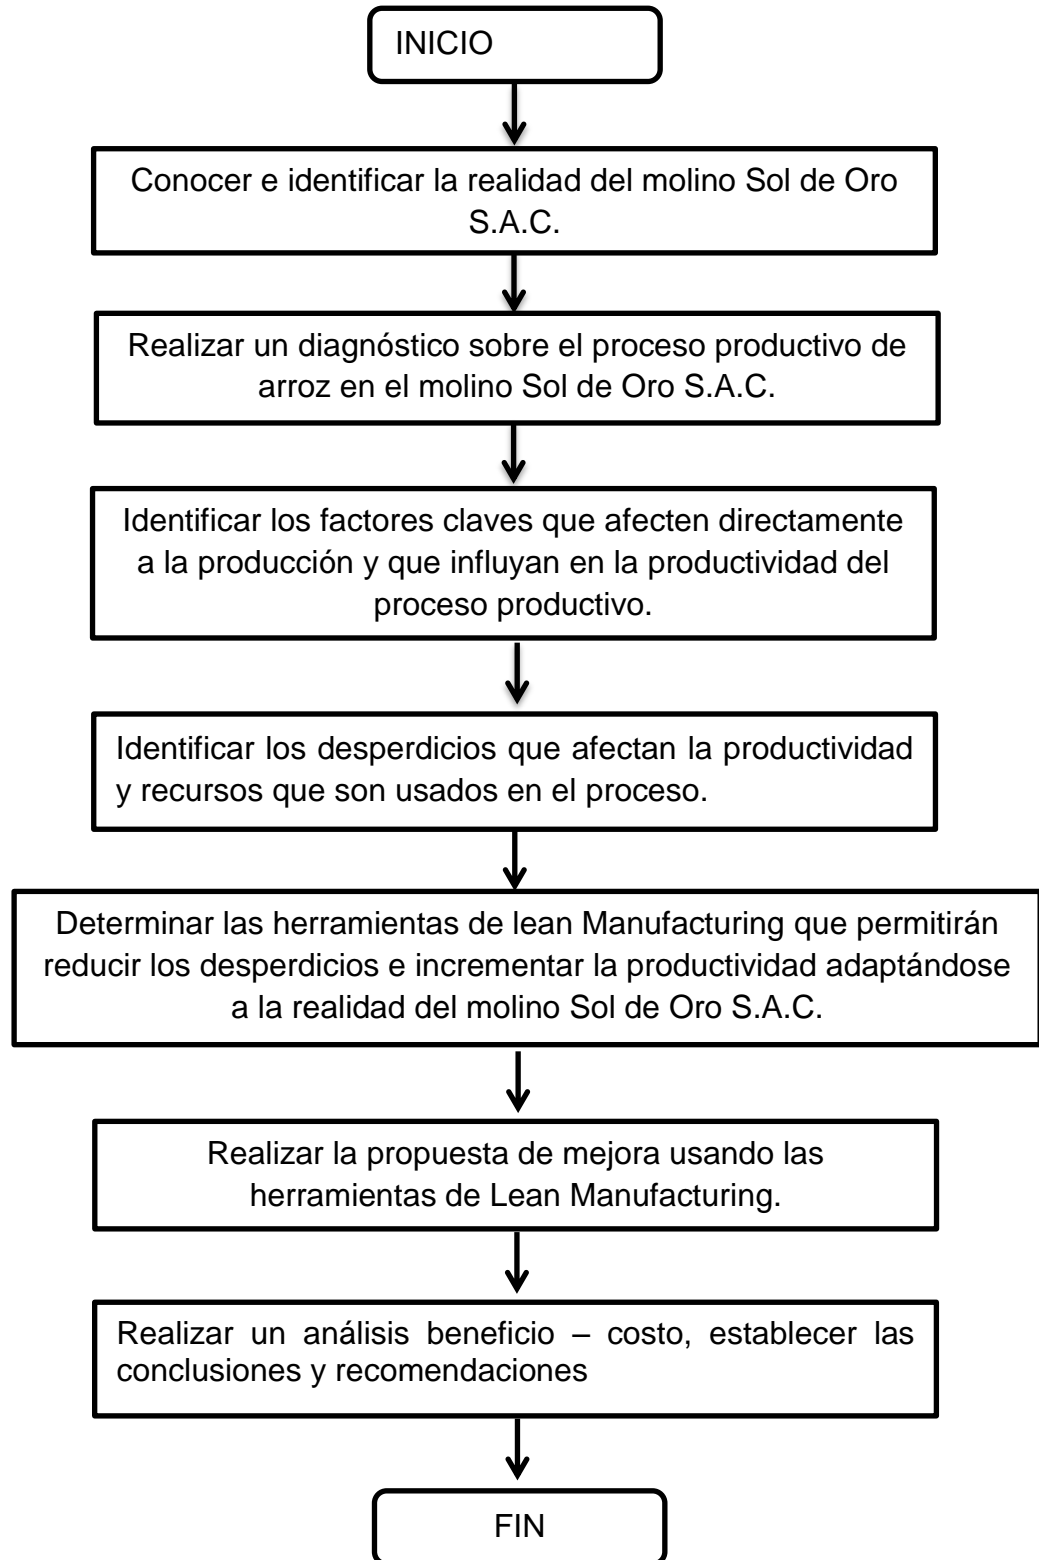 INICIO
Conocer e identificar la realidad del molino Sol de Oro
S.A.C.
Realizar un diagnóstico sobre el proceso productivo de
arroz en el molino Sol de Oro S.A.C.
Identificar los factores claves que afecten directamente
a la producción y que influyan en la productividad del
proceso productivo.
Identificar los desperdicios que afectan la productividad
y recursos que son usados en el proceso.
Determinar las herramientas de lean Manufacturing que permitirán
reducir los desperdicios e incrementar la productividad adaptándose
a la realidad del molino Sol de Oro S.A.C.
Realizar la propuesta de mejora usando las
herramientas de Lean Manufacturing.
Realizar un análisis beneficio – costo, establecer las
conclusiones y recomendaciones
FIN